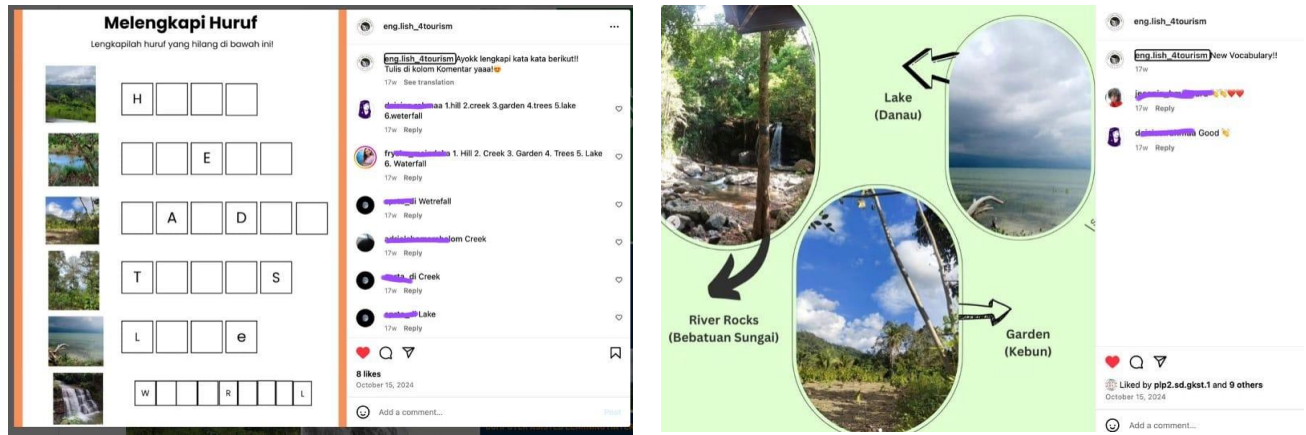 Melengkapi Huruf
Lengkapilah huruf yang hilang di bawah ini!
H
E
A D
T S
L e
W R L
eng.lish_4tourism
eng.lish_4tourism Ayokk lengkapi kata kata berikut!!
Tulis di kolom Komentar yaaa!😍
17w See translation
1.hill 2.creek 3.garden 4.trees 5.lake
6.weterfall
17w Reply
1. Hill 2. Creek 3. Garden 4. Trees 5. Lake
6. Waterfall
17w Reply
Wetrefall
17w Reply
Creek
17w Reply
Creek
17w Reply
Lake
17w Reply
8 likes
October 15, 2024
Add a comment...
Post
Lake
(Danau)
River Rocks
(Bebatuan Sungai)
Garden
(Kebun)
eng.lish_4tourism
eng.lish_4tourism New Vocabulary!!
17w
17w Reply
Good 👏
17w Reply
Liked by plp2.sd.gkst.1 and 9 others
October 15, 2024
Add a comment...